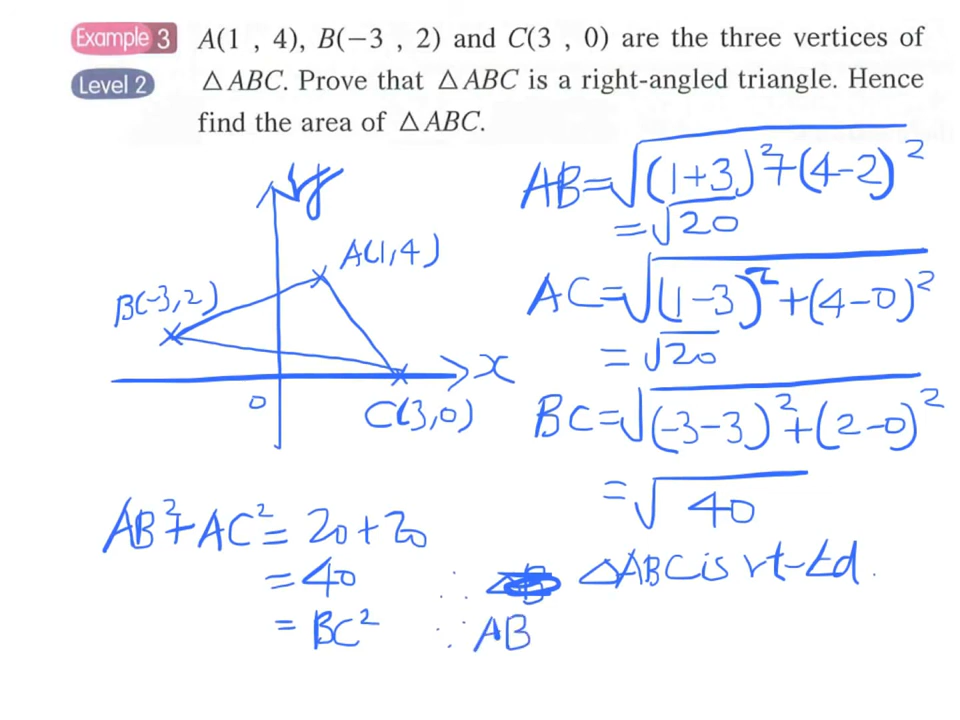 Example 3 A(1 , 4), B(−3 , 2) and C(3 , 0) are the three vertices of
Level 2 △ABC. Prove that △ABC is a right-angled triangle. Hence
find the area of △ABC.
y
A(1,4)
B(-3,2)
x
0
C(3,0)
AB=√(1+3)²+(4-2)²
=√20
AC=√(1-3)²+(4-0)²
=√20
BC=√(-3-3)²+(2-0)²
=√40
AB²+AC²=20+20
=40
=BC²
∴ △ABC is rt-∠d.
∵ AB